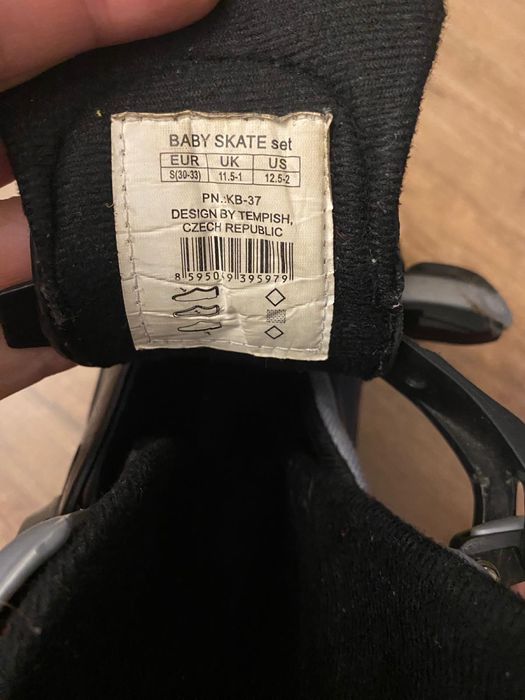 BABY SKATE set
EUR UK US
S(30-33) 11.5-1 12.5-2
PN.:KB-37
DESIGN BY TEMPISH,
CZECH REPUBLIC
8 595019 395979